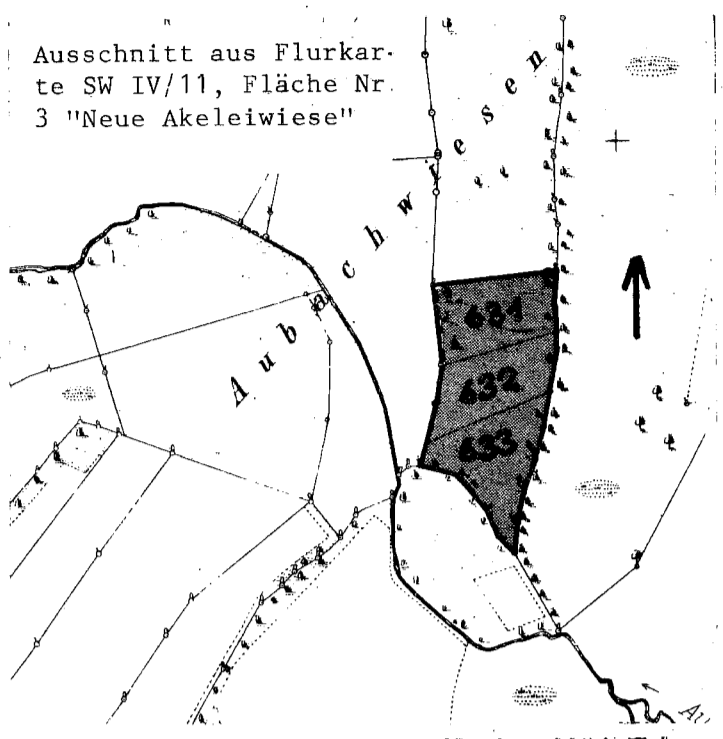 Ausschnitt aus Flurkar-
te SW IV/11, Fläche Nr.
3 "Neue Akeleiwiese"
Aubachwiesen
631
632
633